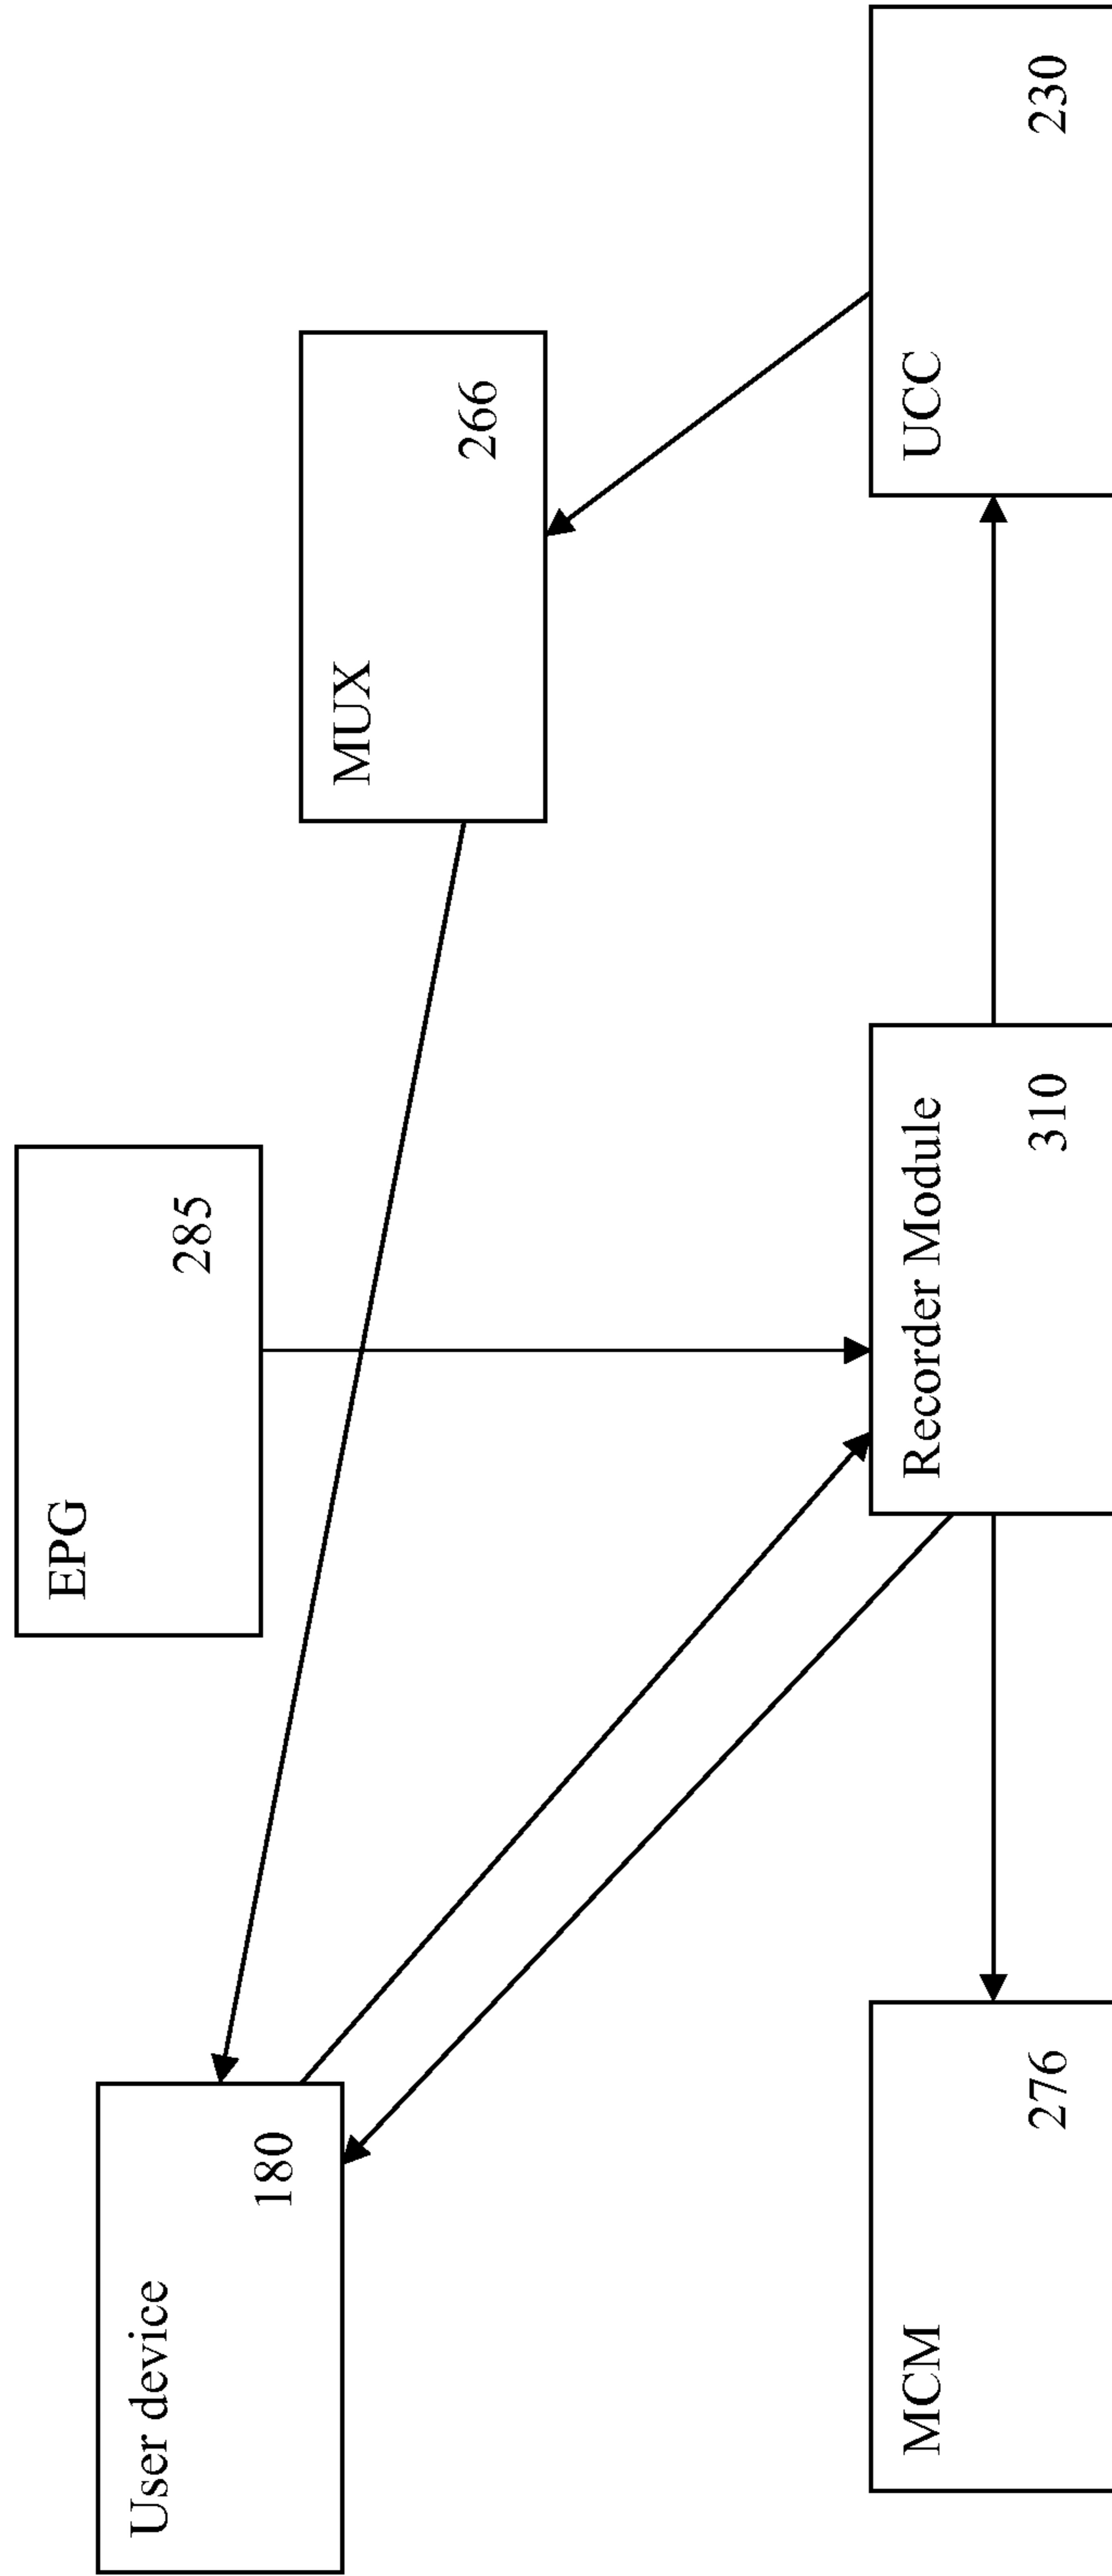 EPG
285
User device
180
MUX
266
MCM
276
Recorder Module
310
UCC
230